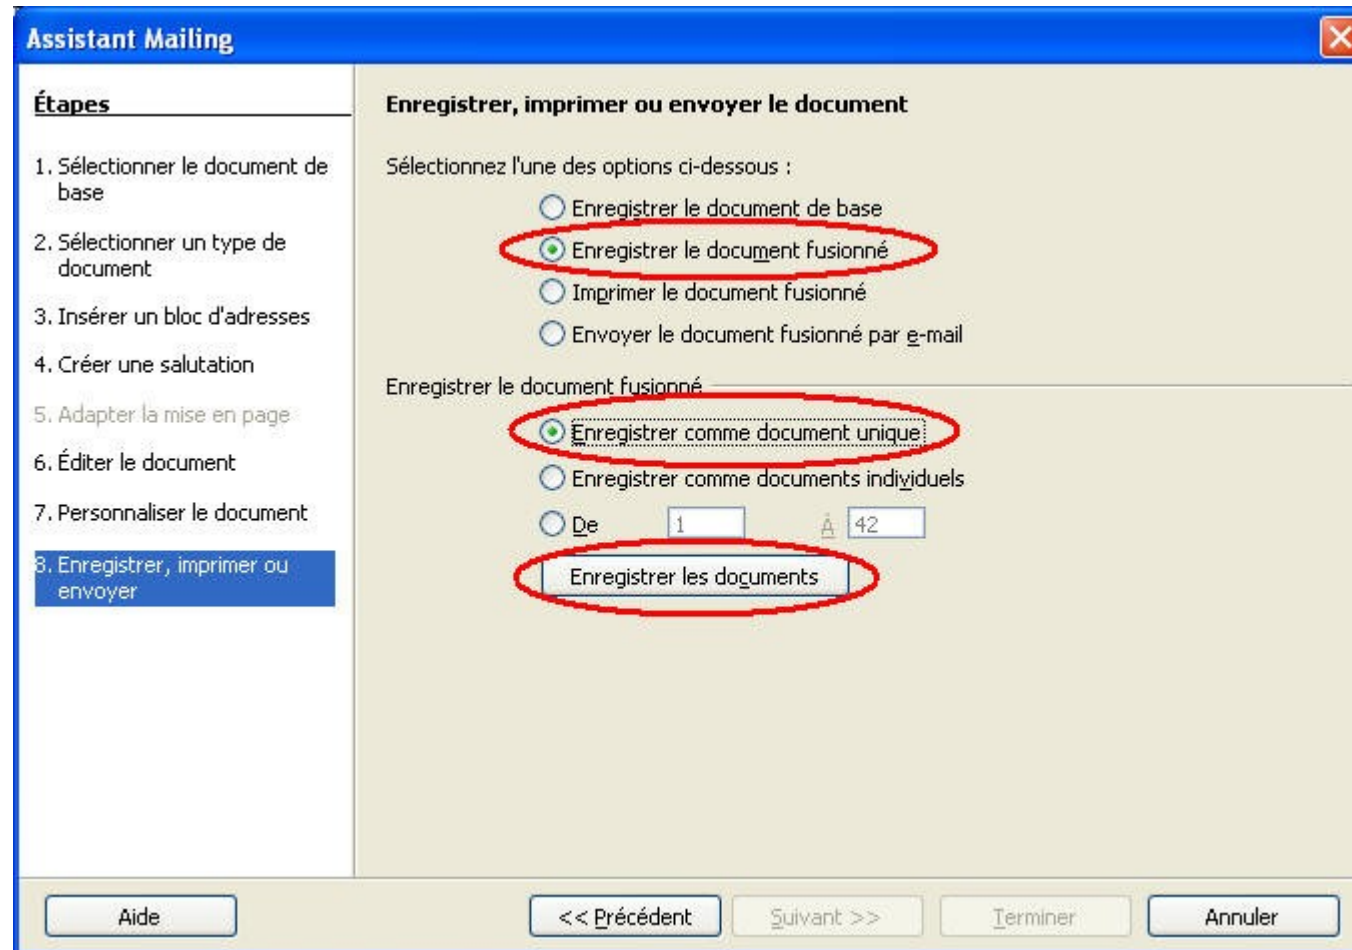 Assistant Mailing
Étapes
1. Sélectionner le document de
base
2. Sélectionner un type de
document
3. Insérer un bloc d'adresses
4. Créer une salutation
5. Adapter la mise en page
6. Éditer le document
7. Personnaliser le document
8. Enregistrer, imprimer ou
envoyer
Enregistrer, imprimer ou envoyer le document
Sélectionnez l'une des options ci-dessous :
Enregistrer le document de base
Enregistrer le document fusionné
Imprimer le document fusionné
Envoyer le document fusionné par e-mail
Enregistrer le document fusionné
Enregistrer comme document unique
Enregistrer comme documents individuels
De 1 À 42
Enregistrer les documents
Aide << Précédent Suivant >> Terminer Annuler